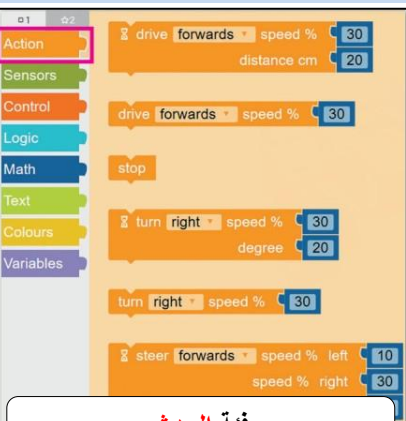 1 2
Action
Sensors
Control
Logic
Math
Text
Colours
Variables
drive forwards speed % 30
distance cm 20
drive forwards speed % 30
stop
turn right speed % 30
degree 20
turn right speed % 30
steer forwards speed % left 10
speed % right 30